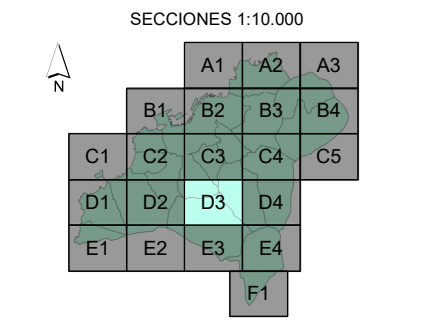 SECCIONES 1:10.000
A1 A2 A3
N
B1 B2 B3 B4
C1 C2 C3 C4 C5
D1 D2 D3 D4
E1 E2 E3 E4
F1